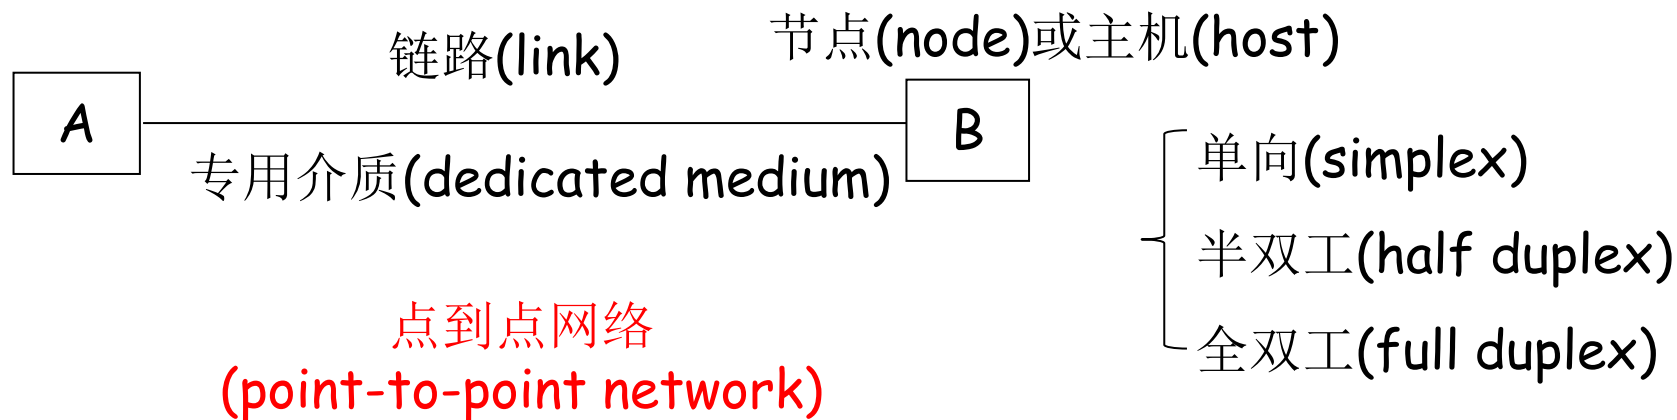 链路(link)
节点(node)或主机(host)
A
B
专用介质(dedicated medium)
单向(simplex)
半双工(half duplex)
全双工(full duplex)
点到点网络
(point-to-point network)